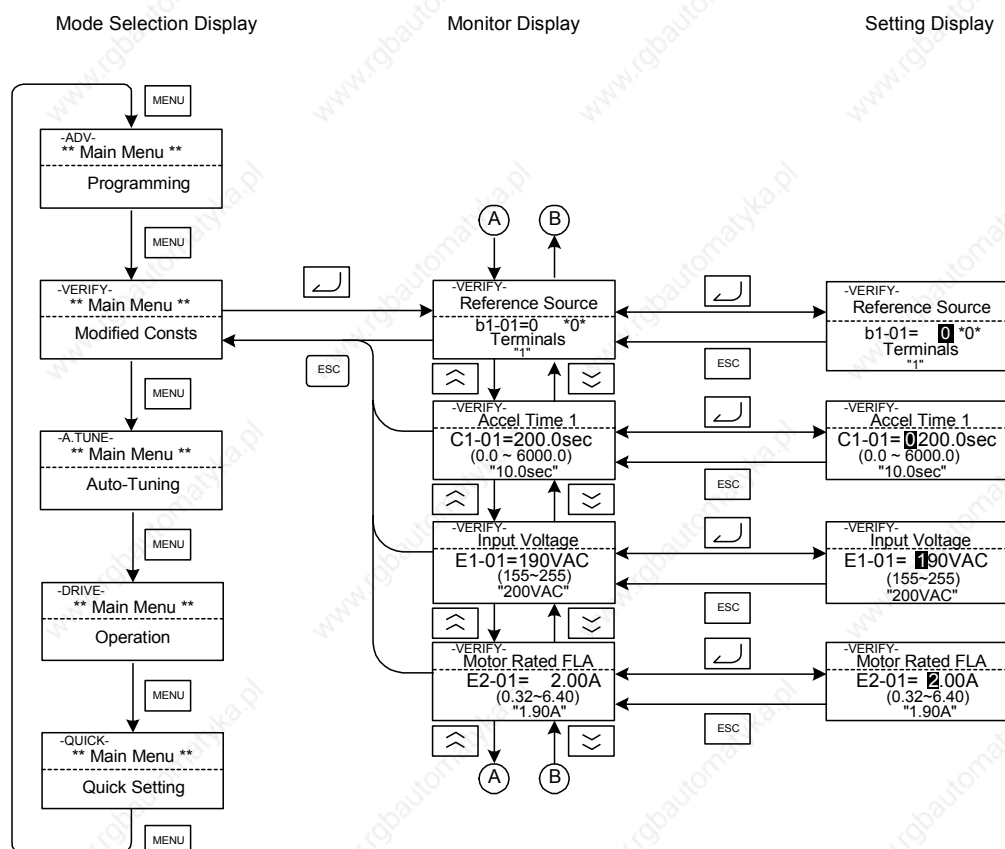 Mode Selection Display
Monitor Display
Setting Display
MENU
-ADV-
** Main Menu **
Programming
MENU
-VERIFY-
** Main Menu **
Modified Consts
MENU
-A.TUNE-
** Main Menu **
Auto-Tuning
MENU
-DRIVE-
** Main Menu **
Operation
MENU
-QUICK-
** Main Menu **
Quick Setting
MENU
ESC
A
B
-VERIFY-
Reference Source
b1-01=0 *0*
Terminals
"1"
-VERIFY-
Accel Time 1
C1-01=200.0sec
(0.0 ~ 6000.0)
"10.0sec"
-VERIFY-
Input Voltage
E1-01=190VAC
(155~255)
"200VAC"
-VERIFY-
Motor Rated FLA
E2-01= 2.00A
(0.32~6.40)
"1.90A"
A
B
ESC
ESC
ESC
ESC
-VERIFY-
Reference Source
b1-01= 0 *0*
Terminals
"1"
-VERIFY-
Accel Time 1
C1-01=0200.0sec
(0.0 ~ 6000.0)
"10.0sec"
-VERIFY-
Input Voltage
E1-01= 190VAC
(155~255)
"200VAC"
-VERIFY-
Motor Rated FLA
E2-01= 2.00A
(0.32~6.40)
"1.90A"
www.rgbautomatyka.pl